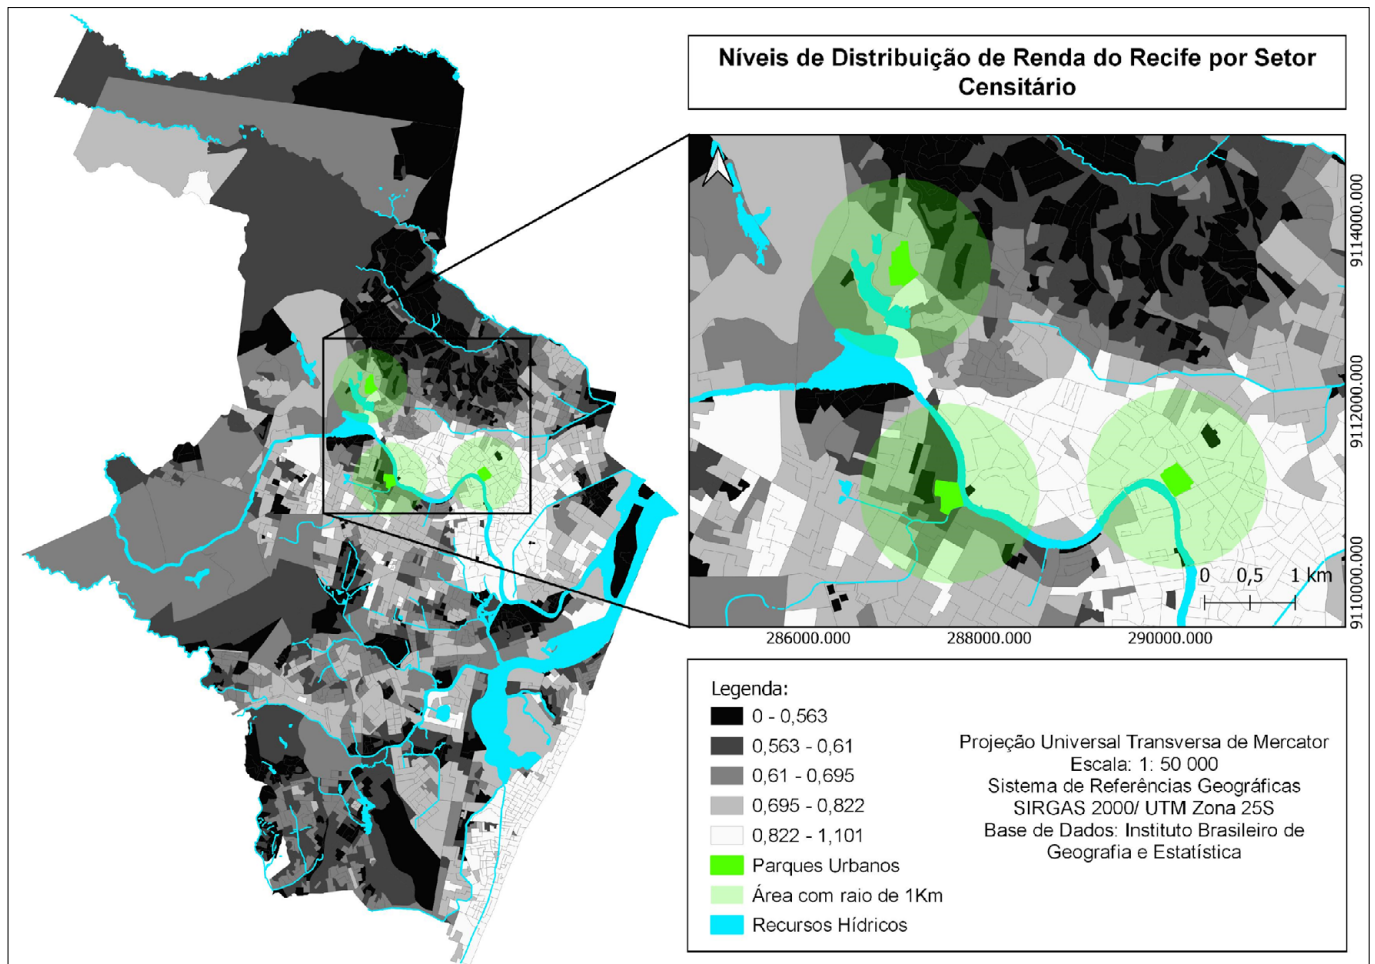 Níveis de Distribuição de Renda do Recife por Setor
Censitário
9114000.000
9112000.000
9110000.000
0 0,5 1 km
286000.000 288000.000 290000.000
Legenda:
0 - 0,563
0,563 - 0,61
0,61 - 0,695
0,695 - 0,822
0,822 - 1,101
Parques Urbanos
Área com raio de 1Km
Recursos Hídricos
Projeção Universal Transversa de Mercator
Escala: 1: 50 000
Sistema de Referências Geográficas
SIRGAS 2000/ UTM Zona 25S
Base de Dados: Instituto Brasileiro de
Geografia e Estatística